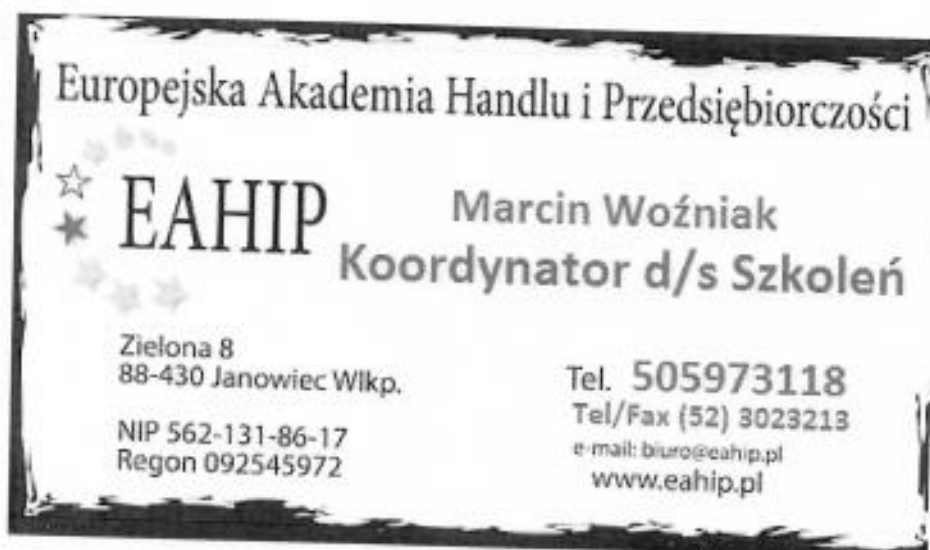 Europejska Akademia Handlu i Przedsiębiorczości
EAHIP
Marcin Woźniak
Koordynator d/s Szkoleń
Zielona 8
88-430 Janowiec Wlkp.
NIP 562-131-86-17
Regon 092545972
Tel. 505973118
Tel/Fax (52) 3023213
e-mail: biuro@eahip.pl
www.eahip.pl